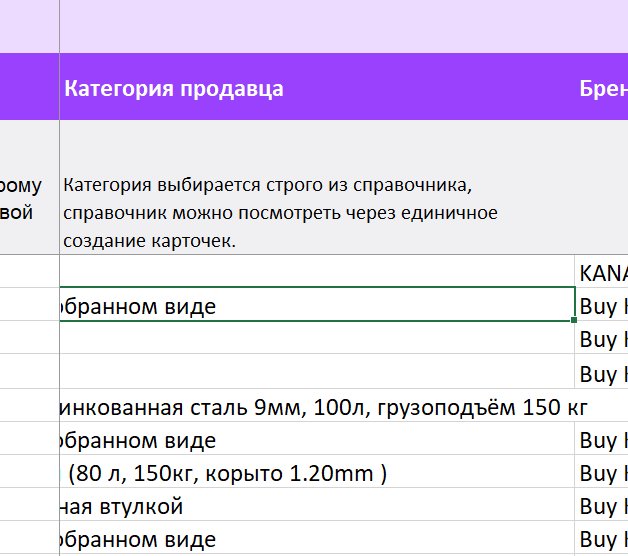 Категория продавца Брен
рому Категория выбирается строго из справочника,
вой справочник можно посмотреть через единичное
создание карточек.
KANA
обранном виде Buy H
Buy H
Buy H
инкованная сталь 9мм, 100л, грузоподъём 150 кг
обранном виде Buy H
(80 л, 150кг, корыто 1.20mm ) Buy H
ная втулкой Buy H
обранном виде Buy H